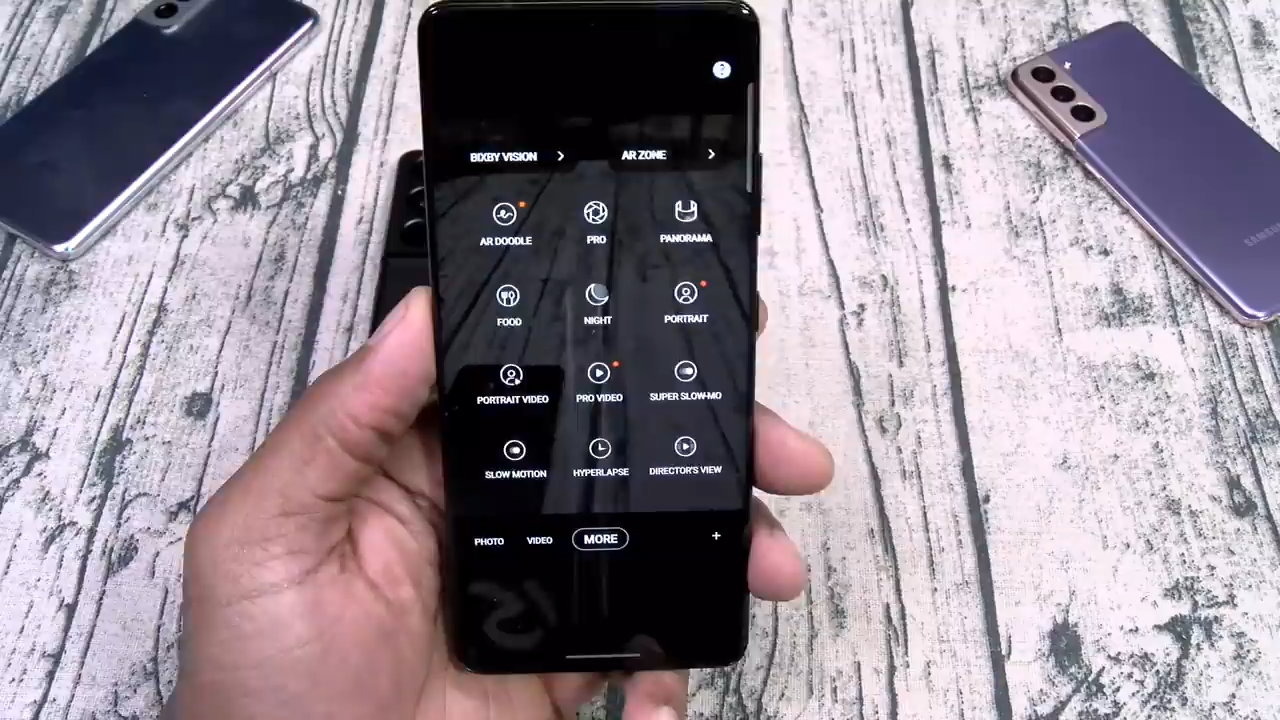 BIXBY VISION > AR ZONE >
AR DOODLE PRO PANORAMA
FOOD NIGHT PORTRAIT
PORTRAIT VIDEO PRO VIDEO SUPER SLOW-MO
SLOW MOTION HYPERLAPSE DIRECTOR'S VIEW
PHOTO VIDEO MORE +